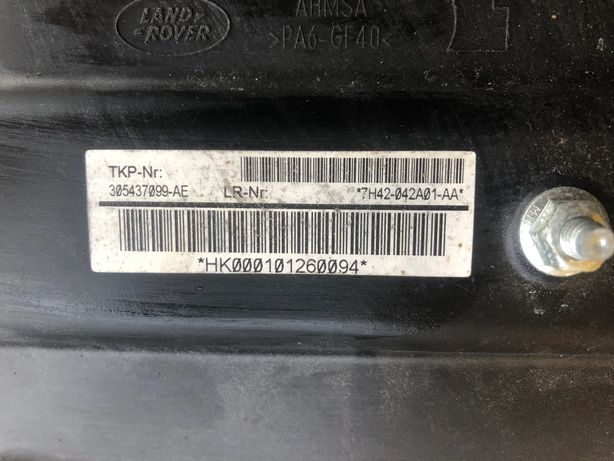 LAND
ROVER
ARMSA
>PA6-GF40<
TKP-Nr:
305437099-AE LR-Nr: *7H42-042A01-AA*
*HK000101260094*